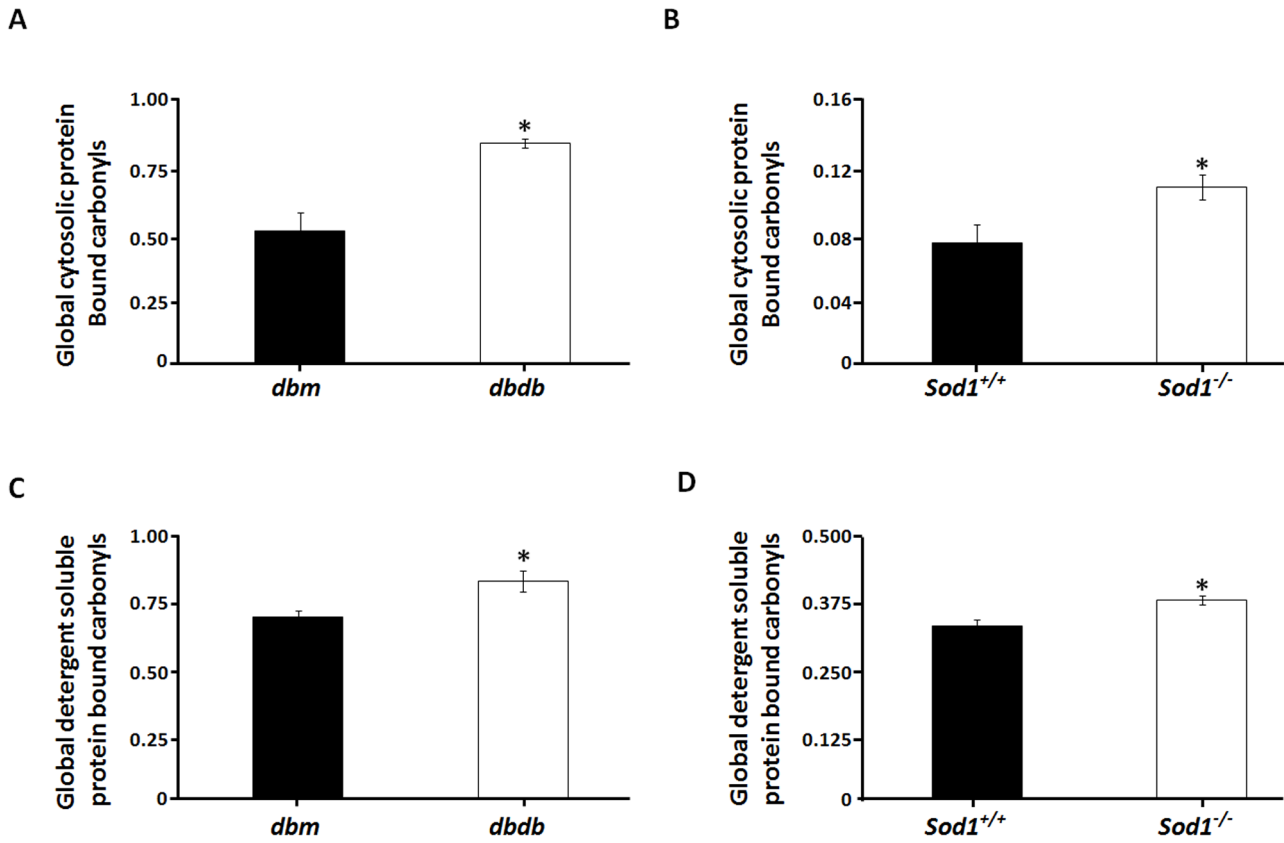 A
Global cytosolic protein
Bound carbonyls
1.00
0.75
0.50
0.25
0
*
dbm
dbdb
B
Global cytosolic protein
Bound carbonyls
0.16
0.12
0.08
0.04
0
*
Sod1+/+
Sod1-/-
C
Global detergent soluble
protein bound carbonyls
1.00
0.75
0.50
0.25
0
*
dbm
dbdb
D
Global detergent soluble
protein bound carbonyls
0.500
0.375
0.250
0.125
0
*
Sod1+/+
Sod1-/-